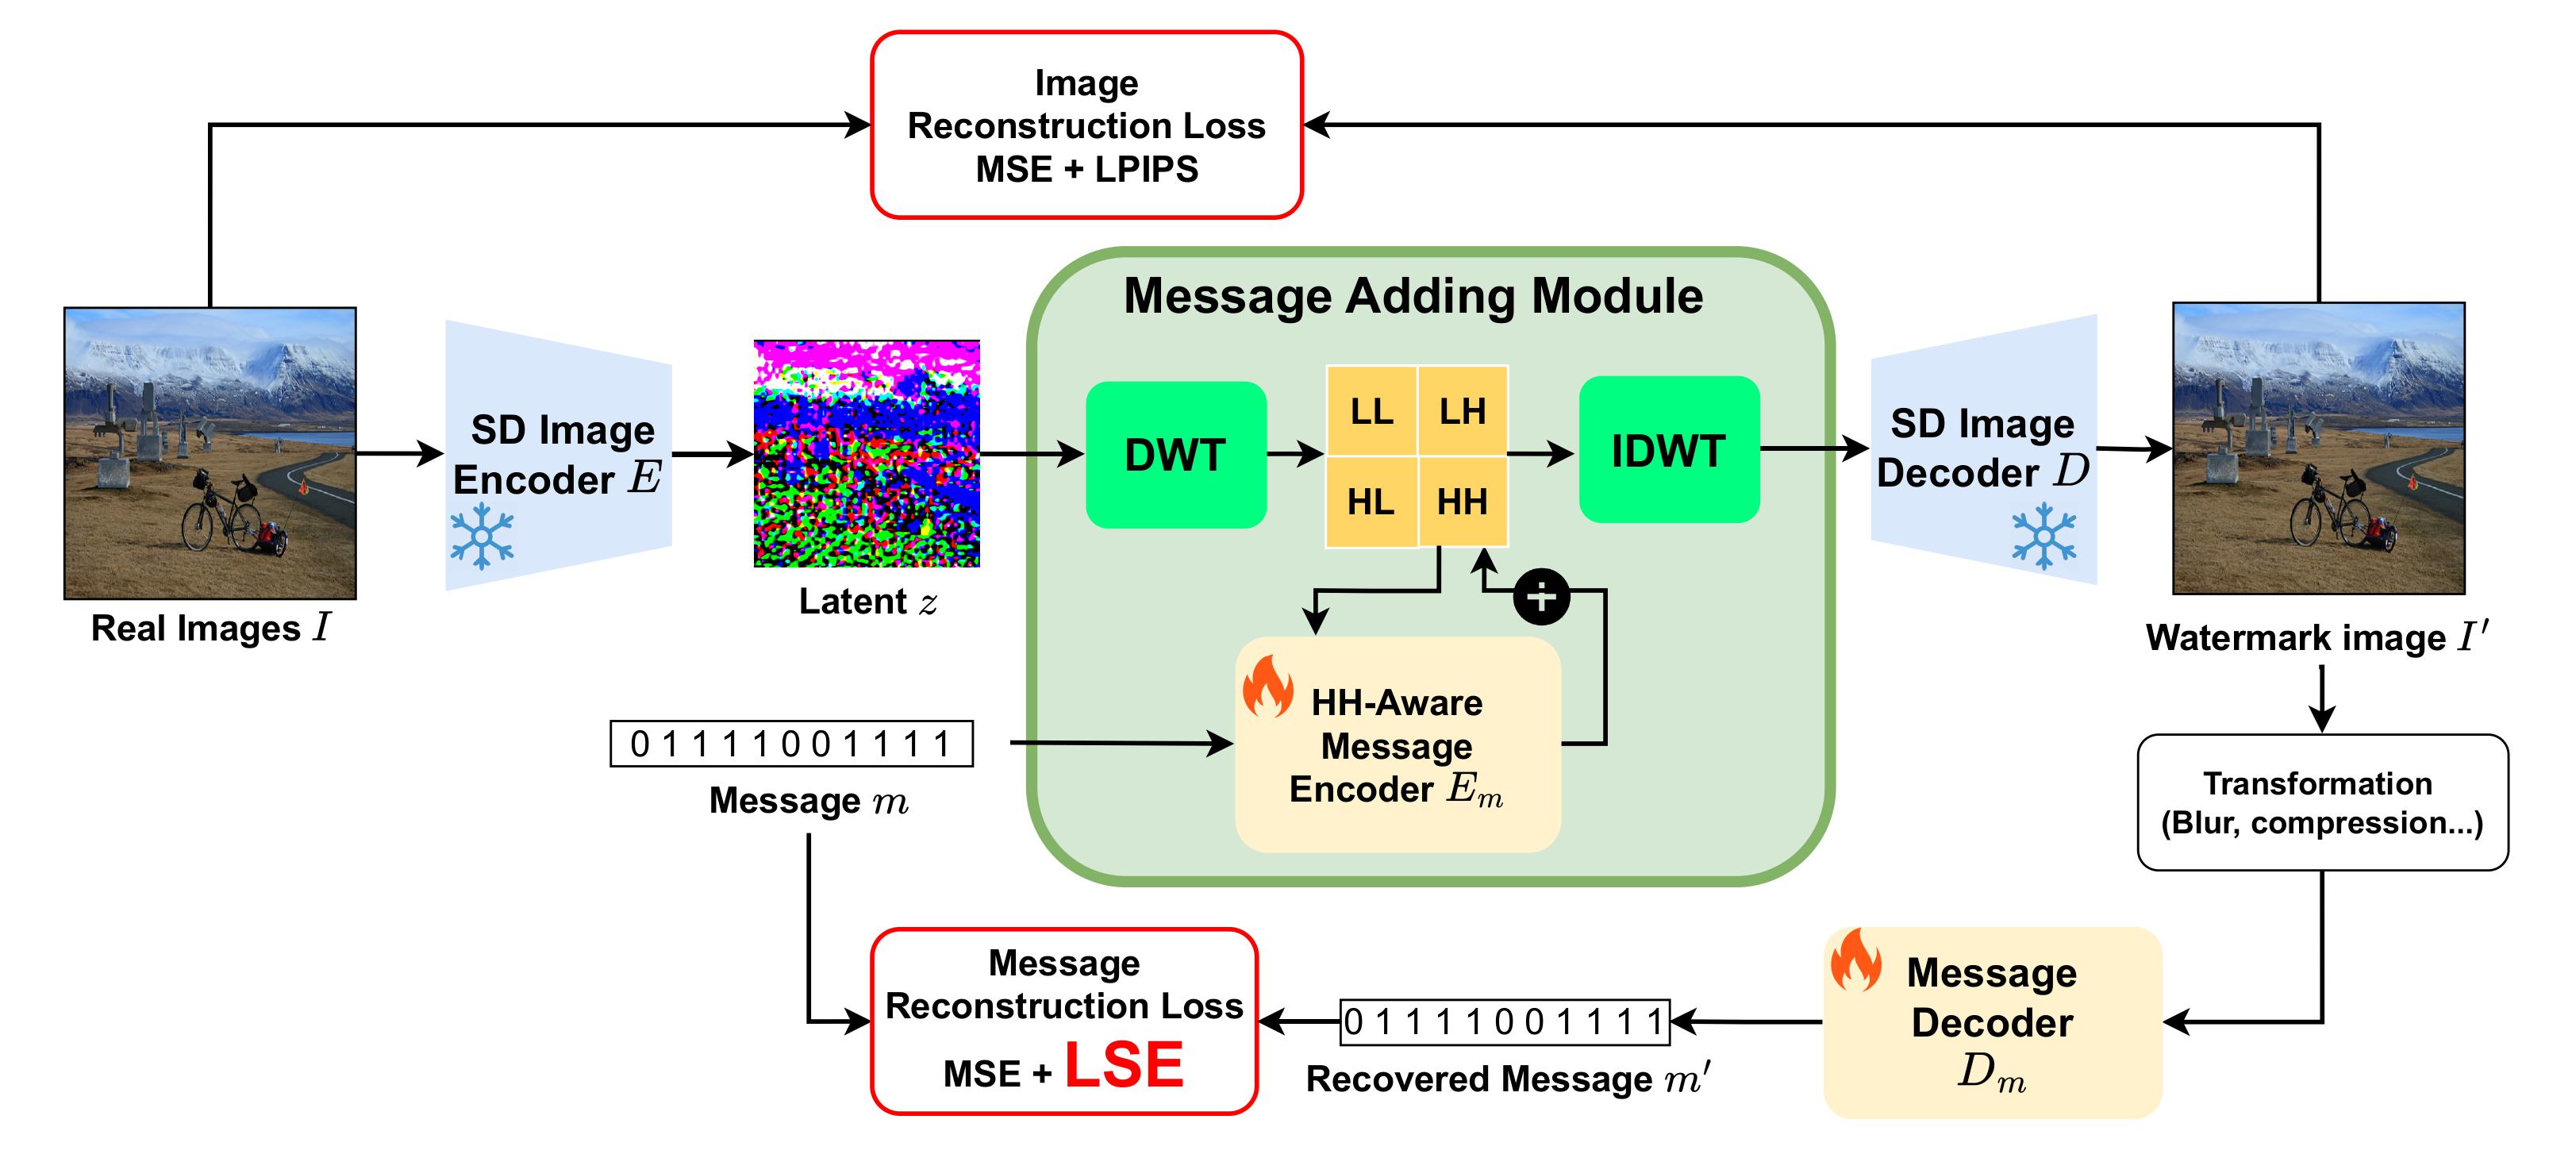 Image
Reconstruction Loss
MSE + LPIPS
Message Adding Module
SD Image
Encoder E
DWT
LL
LH
HL
HH
IDWT
SD Image
Decoder D
Real Images I
Latent z
Watermark image I′
HH-Aware
Message
Encoder Eₘ
0 1 1 1 1 0 0 1 1 1 1
Message m
Transformation
(Blur, compression...)
Message
Reconstruction Loss
MSE + LSE
0 1 1 1 1 0 0 1 1 1 1
Recovered Message m′
Message
Decoder
Dₘ